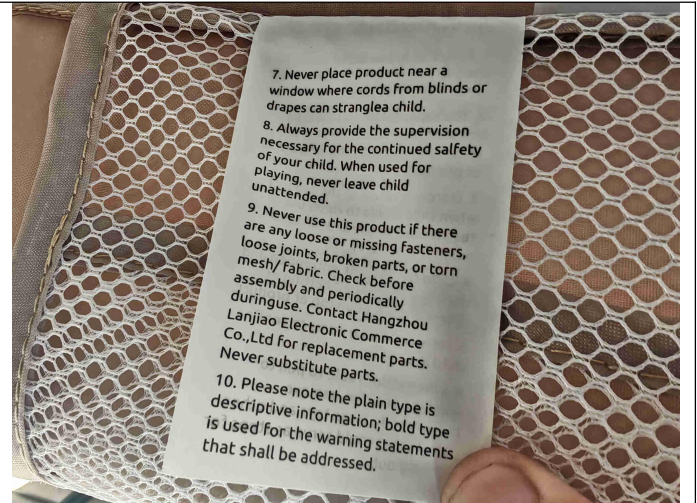 7. Never place product near a
window where cords from blinds or
drapes can stranglea child.
8. Always provide the supervision
necessary for the continued salfety
of your child. When used for
playing, never leave child
unattended.
9. Never use this product if there
are any loose or missing fasteners,
loose joints, broken parts, or torn
mesh/ fabric. Check before
assembly and periodically
duringuse. Contact Hangzhou
Lanjiao Electronic Commerce
Co.,Ltd for replacement parts.
Never substitute parts.
10. Please note the plain type is
descriptive information; bold type
is used for the warning statements
that shall be addressed.